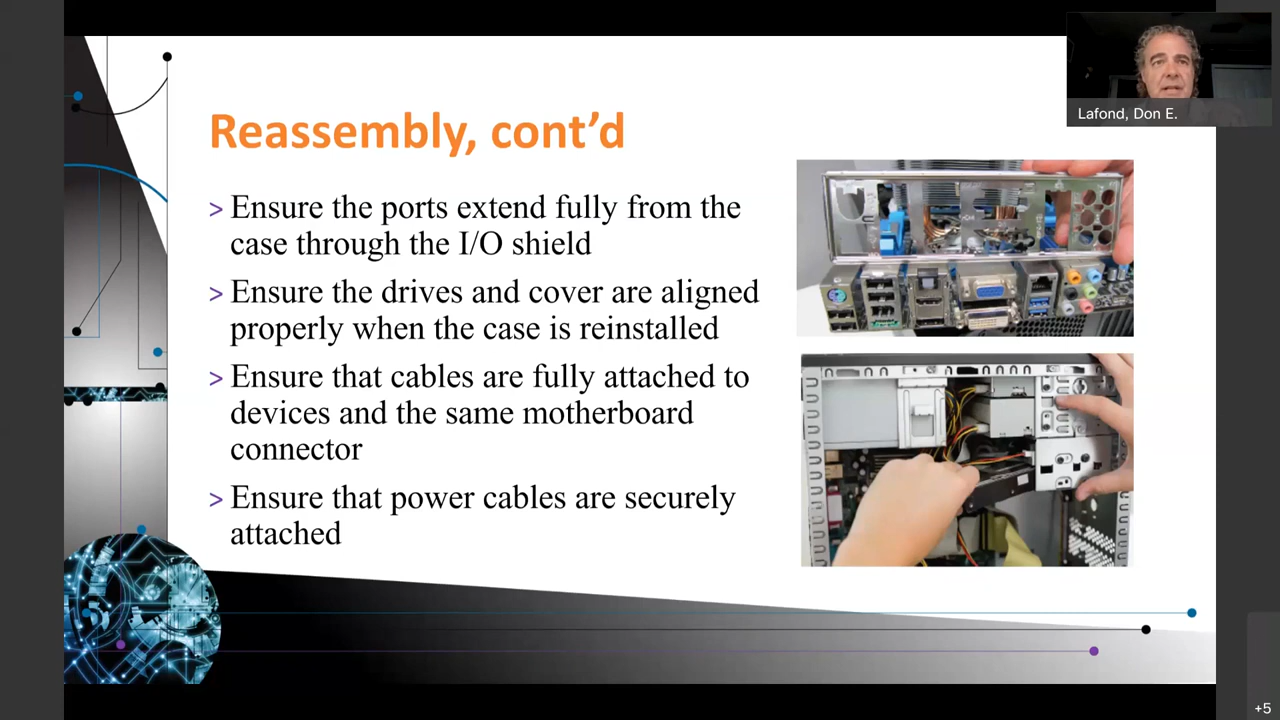 Lafond, Don E.
Reassembly, cont’d
> Ensure the ports extend fully from the
case through the I/O shield
> Ensure the drives and cover are aligned
properly when the case is reinstalled
> Ensure that cables are fully attached to
devices and the same motherboard
connector
> Ensure that power cables are securely
attached
+5